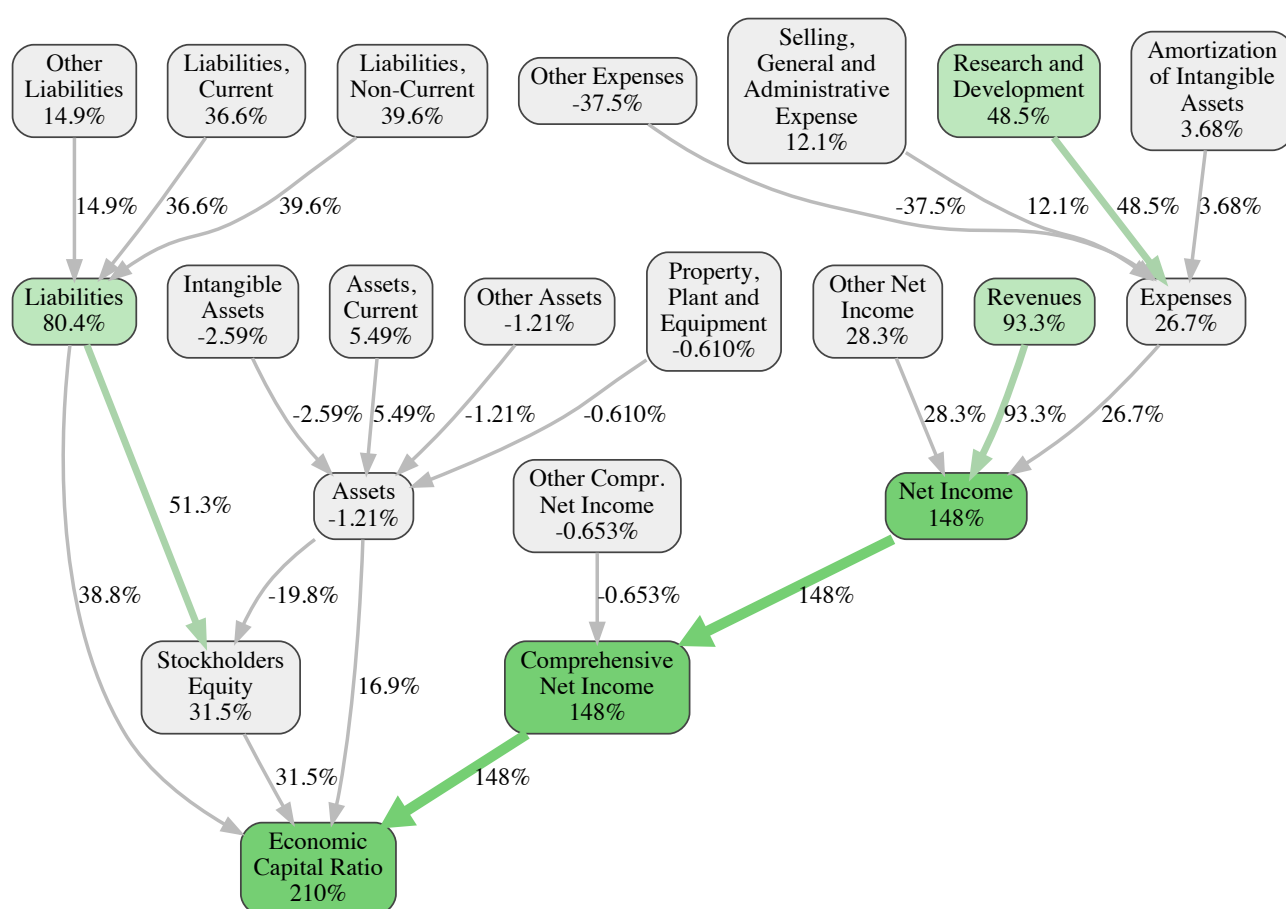 Other
Liabilities
14.9%
Liabilities,
Current
36.6%
Liabilities,
Non-Current
39.6%
Other Expenses
-37.5%
Selling,
General and
Administrative
Expense
12.1%
Research and
Development
48.5%
Amortization
of Intangible
Assets
3.68%
14.9%
36.6%
39.6%
-37.5%
12.1%
48.5%
3.68%
Liabilities
80.4%
Intangible
Assets
-2.59%
Assets,
Current
5.49%
Other Assets
-1.21%
Property,
Plant and
Equipment
-0.610%
Other Net
Income
28.3%
Revenues
93.3%
Expenses
26.7%
-2.59%
5.49%
-1.21%
-0.610%
28.3%
93.3%
26.7%
51.3%
Assets
-1.21%
Other Compr.
Net Income
-0.653%
Net Income
148%
38.8%
-19.8%
-0.653%
148%
Stockholders
Equity
31.5%
16.9%
Comprehensive
Net Income
148%
31.5%
148%
Economic
Capital Ratio
210%